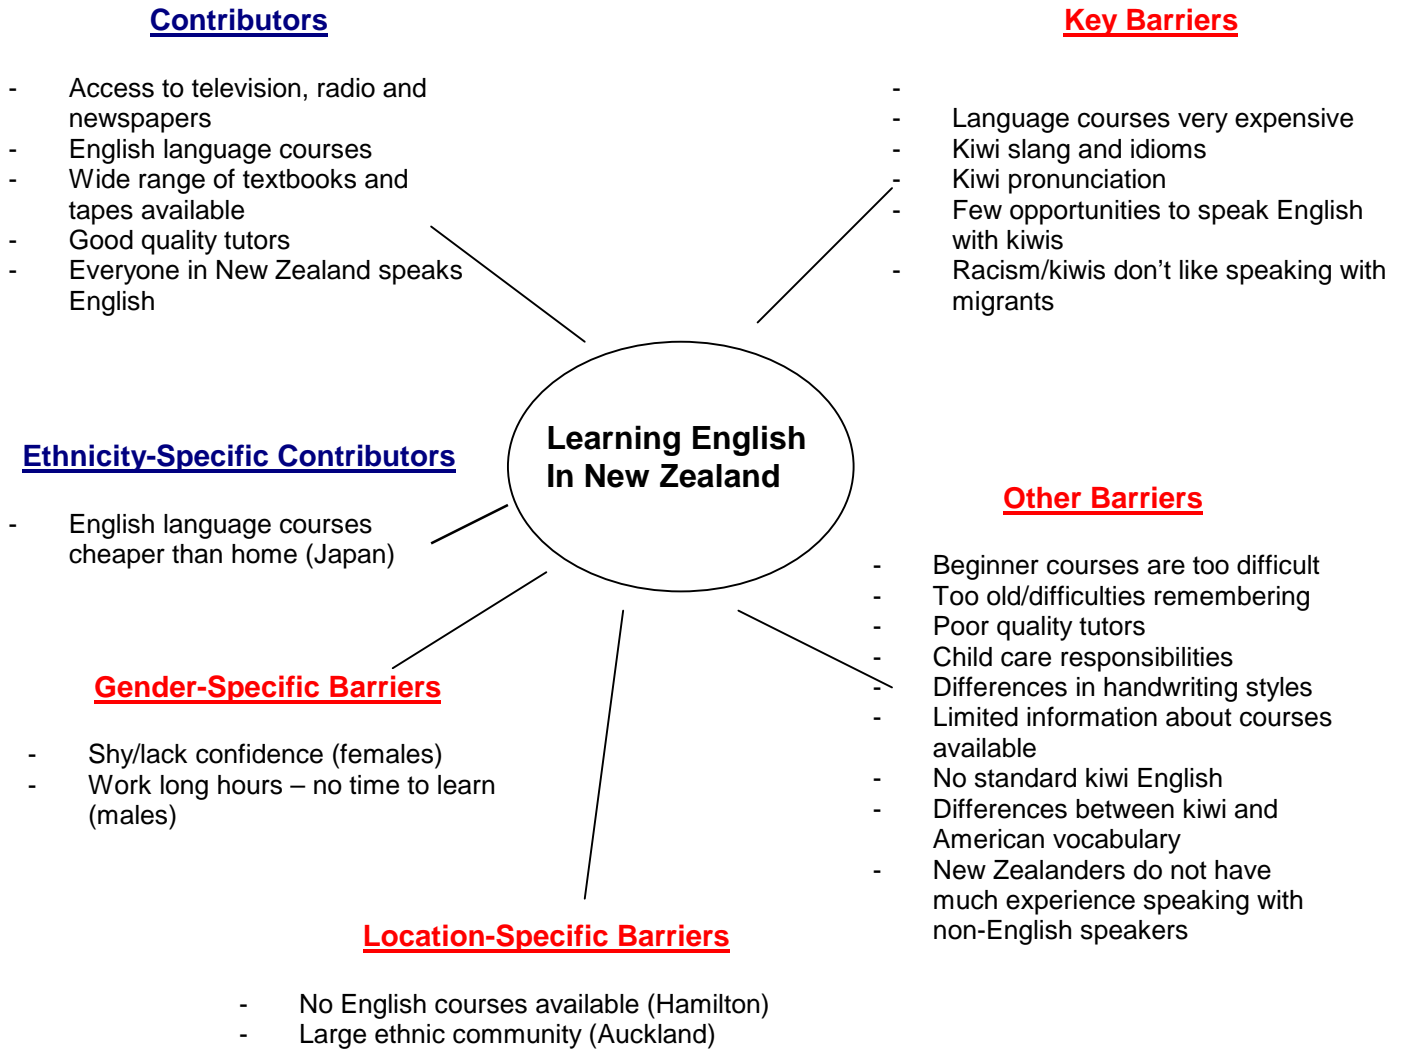 Contributors
- Access to television, radio and
newspapers
- English language courses
- Wide range of textbooks and
tapes available
- Good quality tutors
- Everyone in New Zealand speaks
English
Key Barriers
-
- Language courses very expensive
- Kiwi slang and idioms
- Kiwi pronunciation
- Few opportunities to speak English
with kiwis
- Racism/kiwis don’t like speaking with
migrants
Learning English
In New Zealand
Ethnicity-Specific Contributors
- English language courses
cheaper than home (Japan)
Other Barriers
- Beginner courses are too difficult
- Too old/difficulties remembering
- Poor quality tutors
- Child care responsibilities
- Differences in handwriting styles
- Limited information about courses
available
- No standard kiwi English
- Differences between kiwi and
American vocabulary
- New Zealanders do not have
much experience speaking with
non-English speakers
Gender-Specific Barriers
- Shy/lack confidence (females)
- Work long hours – no time to learn
(males)
Location-Specific Barriers
- No English courses available (Hamilton)
- Large ethnic community (Auckland)